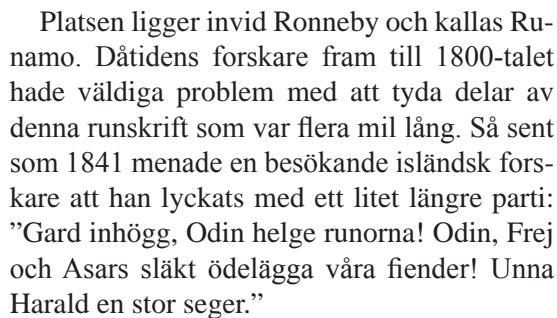 Platsen ligger invid Ronneby och kallas Ru-
namo. Dåtidens forskare fram till 1800-talet
hade väldiga problem med att tyda delar av
denna runskrift som var flera mil lång. Så sent
som 1841 menade en besökande isländsk fors-
kare att han lyckats med ett litet längre parti:
”Gard inhögg, Odin helge runorna! Odin, Frej
och Asars släkt ödelägga våra fiender! Unna
Harald en stor seger.”